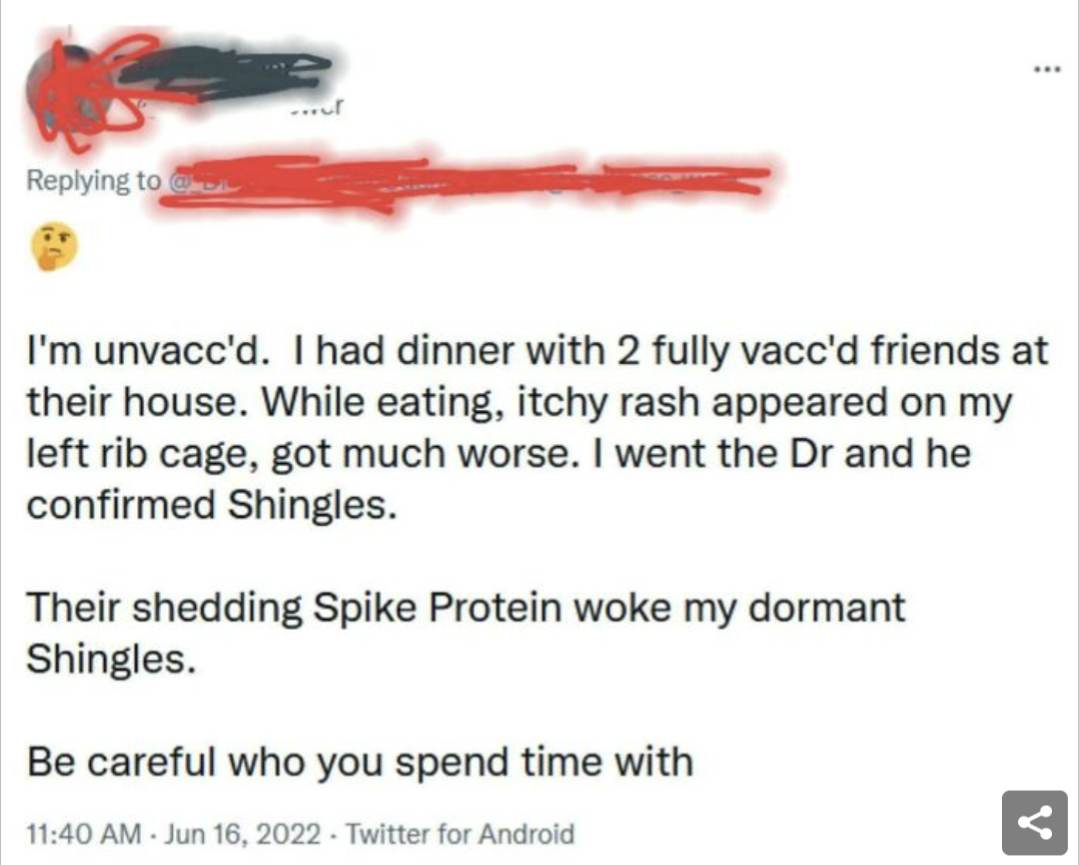 Replying to
🤔
I'm unvacc'd. I had dinner with 2 fully vacc'd friends at
their house. While eating, itchy rash appeared on my
left rib cage, got much worse. I went the Dr and he
confirmed Shingles.
Their shedding Spike Protein woke my dormant
Shingles.
Be careful who you spend time with
11:40 AM · Jun 16, 2022 · Twitter for Android